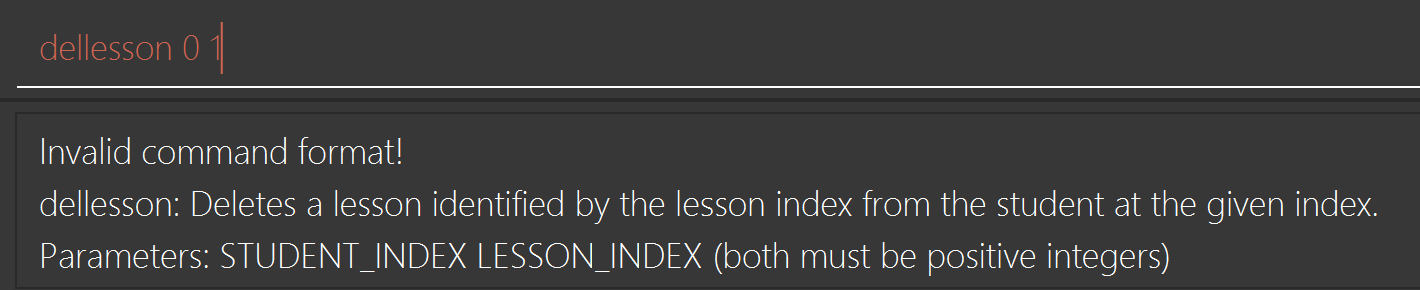 dellesson 0 1
Invalid command format!
dellesson: Deletes a lesson identified by the lesson index from the student at the given index.
Parameters: STUDENT_INDEX LESSON_INDEX (both must be positive integers)